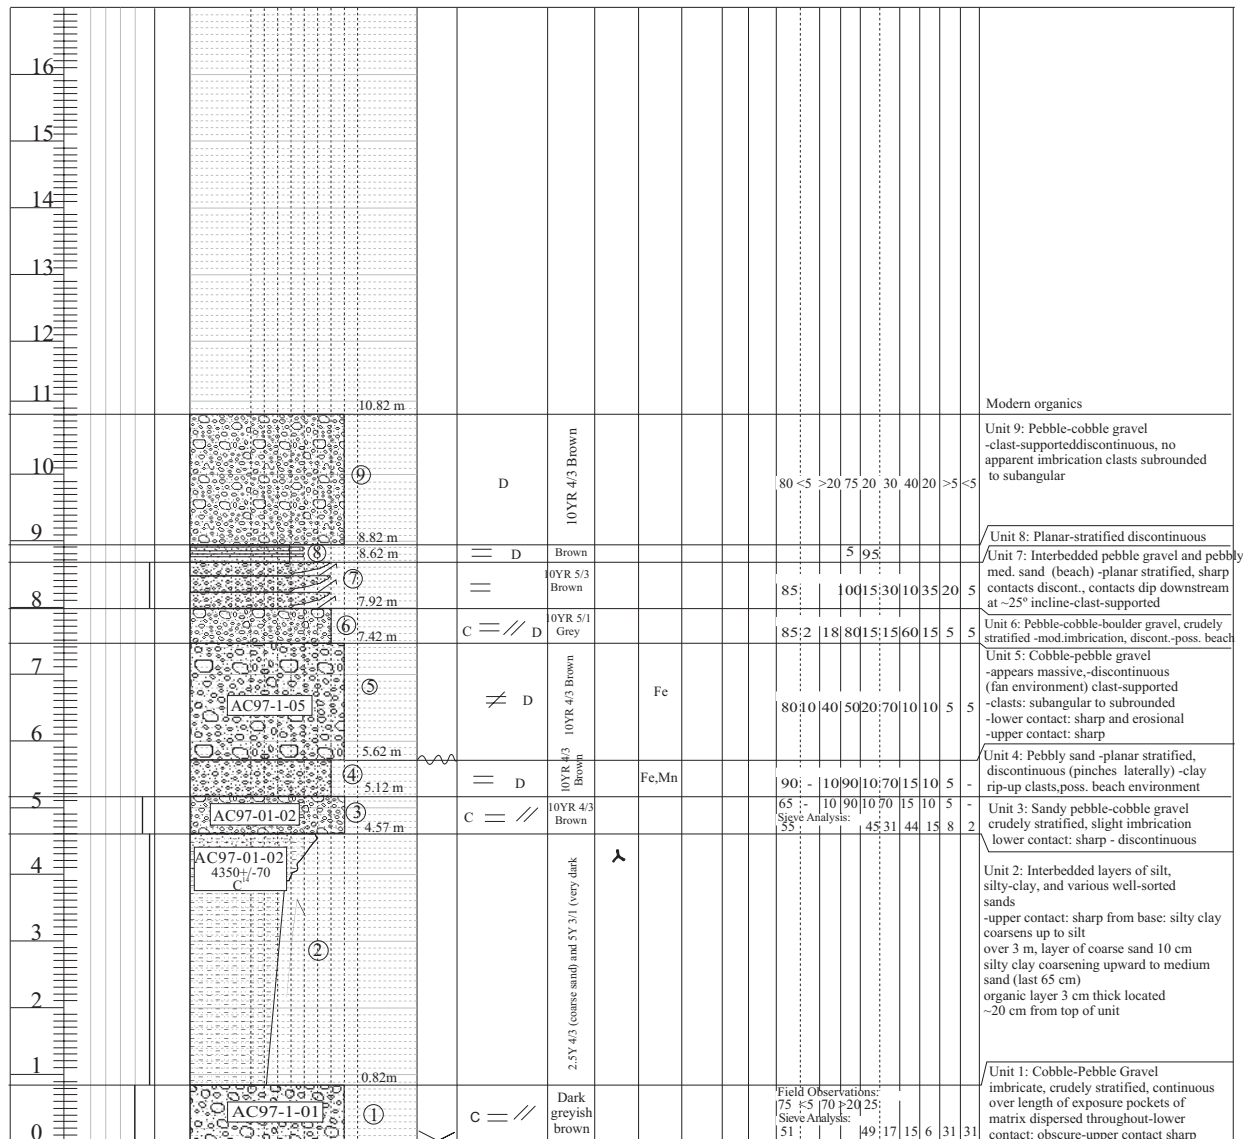 16
15
14
13
12
11
10.82 m
Modern organics
Unit 9: Pebble-cobble gravel
-clast-supporteddiscontinuous, no
apparent imbrication clasts subrounded
to subangular
10
9
D
10YR 4/3 Brown
80 <5 >20 75 20 30 40 20 >5 <5
9
8.82 m
Unit 8: Planar-stratified discontinuous
8
8.62 m
D
Brown
5 95
Unit 7: Interbedded pebble gravel and pebbly
med. sand (beach) -planar stratified, sharp
contacts discont., contacts dip downstream
at ~25º incline-clast-supported
7
10YR 5/3
Brown
85 100 15 30 10 35 20 5
8
7.92 m
6
7.42 m
C D
10YR 5/1
Grey
85 2 18 80 15 15 60 15 5 5
Unit 6: Pebble-cobble-boulder gravel, crudely
stratified -mod.imbrication, discont.-poss. beach
7
Unit 5: Cobble-pebble gravel
-appears massive,-discontinuous
(fan environment) clast-supported
-clasts: subangular to subrounded
-lower contact: sharp and erosional
-upper contact: sharp
5
AC97-1-05
D
10YR 4/3 Brown
Fe
80 10 40 50 20 70 10 10 5 5
6
5.62 m
4
5.12 m
D
10YR 4/3
Brown
Fe,Mn
90 - 10 90 10 70 15 10 5 -
Unit 4: Pebbly sand -planar stratified,
discontinuous (pinches laterally) -clay
rip-up clasts,poss. beach environment
5
AC97-01-02
3
4.57 m
C
10YR 4/3
Brown
65 - 10 90 10 70 15 10 5 -
Sieve Analysis:
55 45 31 44 15 8 2
Unit 3: Sandy pebble-cobble gravel
crudely stratified, slight imbrication
lower contact: sharp - discontinuous
4
AC97-01-02
4350+/-70
C14
3
2
2
2.5Y 4/3 (coarse sand) and 5Y 3/1 (very dark
Unit 2: Interbedded layers of silt,
silty-clay, and various well-sorted
sands
-upper contact: sharp from base: silty clay
coarsens up to silt
over 3 m, layer of coarse sand 10 cm
silty clay coarsening upward to medium
sand (last 65 cm)
organic layer 3 cm thick located
~20 cm from top of unit
1
0.82m
AC97-1-01
1
C
Dark
greyish
brown
Field Observations:
75 <5 70 >20 25
Sieve Analysis:
51 49 17 15 6 31 31
Unit 1: Cobble-Pebble Gravel
imbricate, crudely stratified, continuous
over length of exposure pockets of
matrix dispersed throughout-lower
contact: obscure-upper contact sharp
0